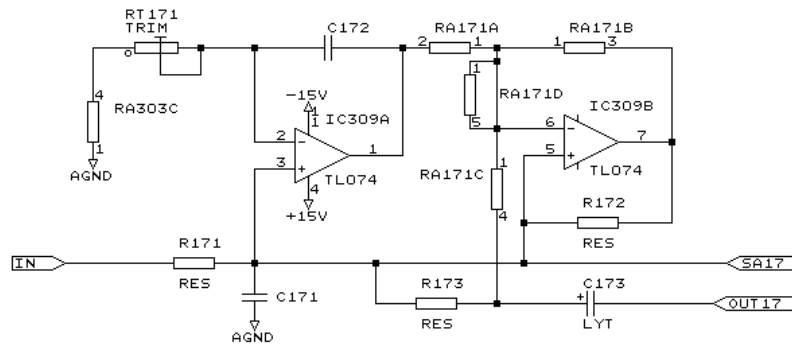 RT171
TRIM
C172
RA171A
2 1
RA171B
1 3
4
RA303C
1
AGND
-15V
1
1
IC309A
2
3
1
TL074
4
+15V
1
RA171D
5
IC309B
6
5
7
TL074
1
RA171C
4
R172
RES
IN
R171
RES
SA17
C171
AGND
R173
RES
C173
+
LYT
OUT17